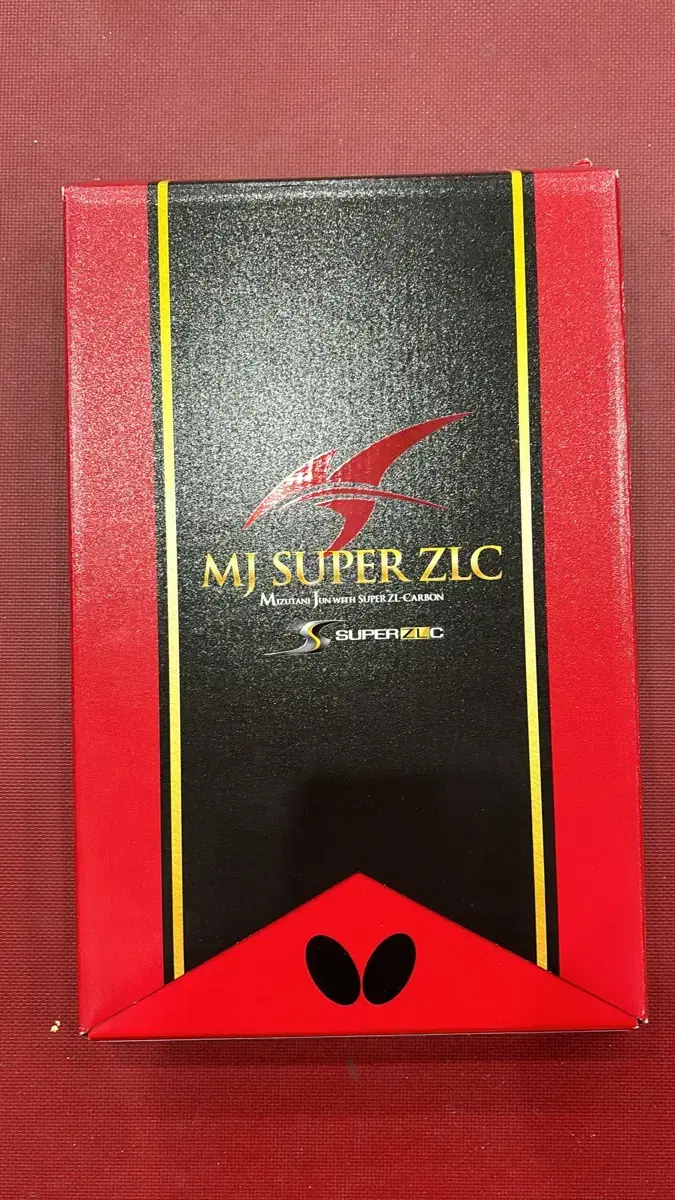 MJ SUPER ZLC
MIZUTANI JUN WITH SUPER ZL-CARBON
SUPER ZLC